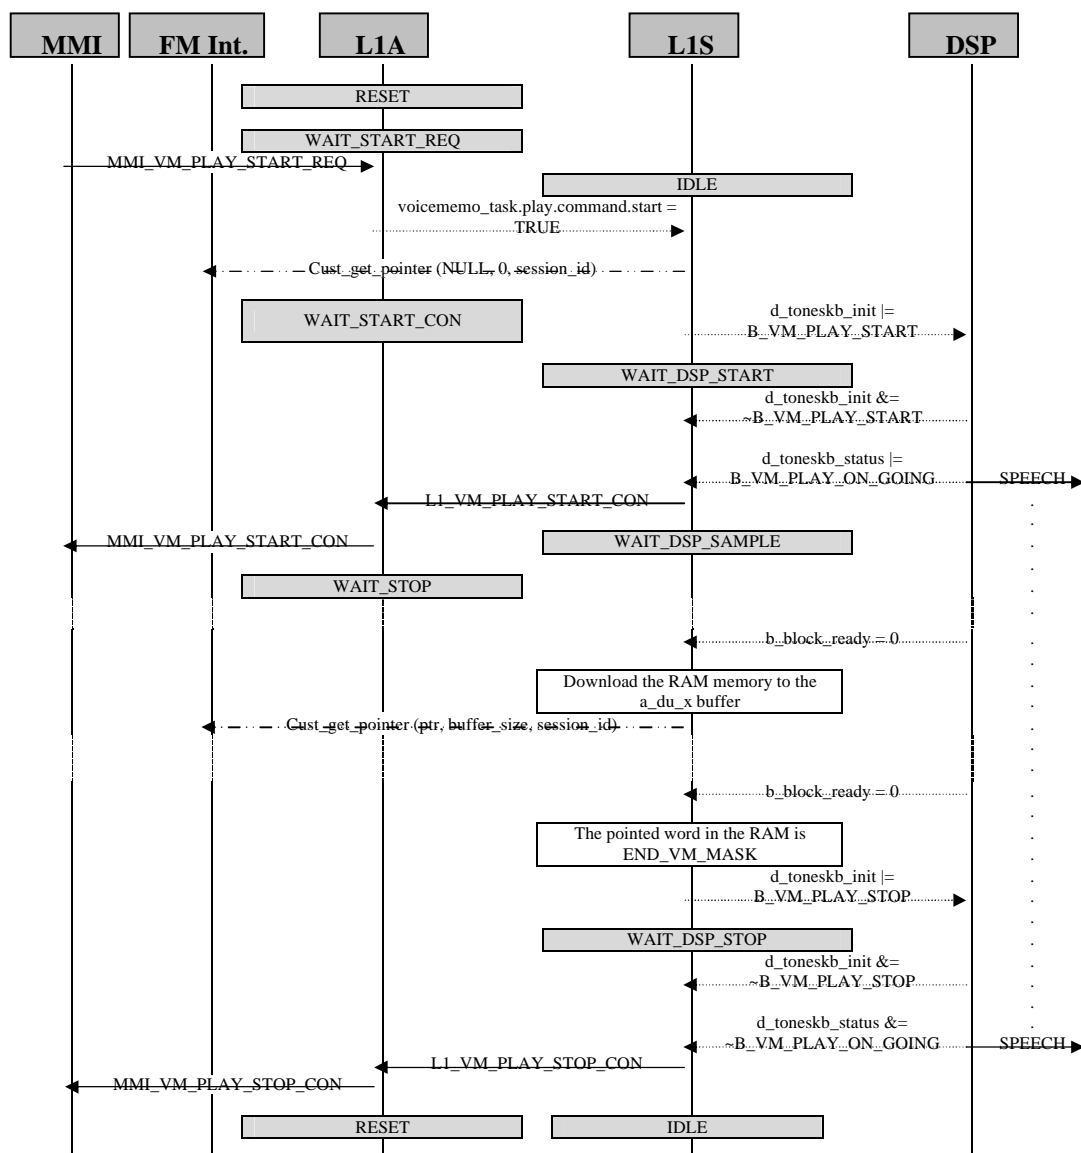 MMI
FM Int.
L1A
L1S
DSP
RESET
WAIT_START_REQ
MMI_VM_PLAY_START_REQ
IDLE
voicememo_task.play.command.start =
TRUE
Cust_get_pointer (NULL, 0, session_id)
WAIT_START_CON
d_toneskb_init |=
B_VM_PLAY_START
WAIT_DSP_START
d_toneskb_init &=
~B_VM_PLAY_START
d_toneskb_status |=
B_VM_PLAY_ON_GOING
SPEECH
L1_VM_PLAY_START_CON
MMI_VM_PLAY_START_CON
WAIT_DSP_SAMPLE
WAIT_STOP
b_block_ready = 0
Download the RAM memory to the
a_du_x buffer
Cust_get_pointer (ptr, buffer_size, session_id)
b_block_ready = 0
The pointed word in the RAM is
END_VM_MASK
d_toneskb_init |=
B_VM_PLAY_STOP
WAIT_DSP_STOP
d_toneskb_init &=
~B_VM_PLAY_STOP
d_toneskb_status &=
~B_VM_PLAY_ON_GOING
SPEECH
L1_VM_PLAY_STOP_CON
MMI_VM_PLAY_STOP_CON
RESET
IDLE